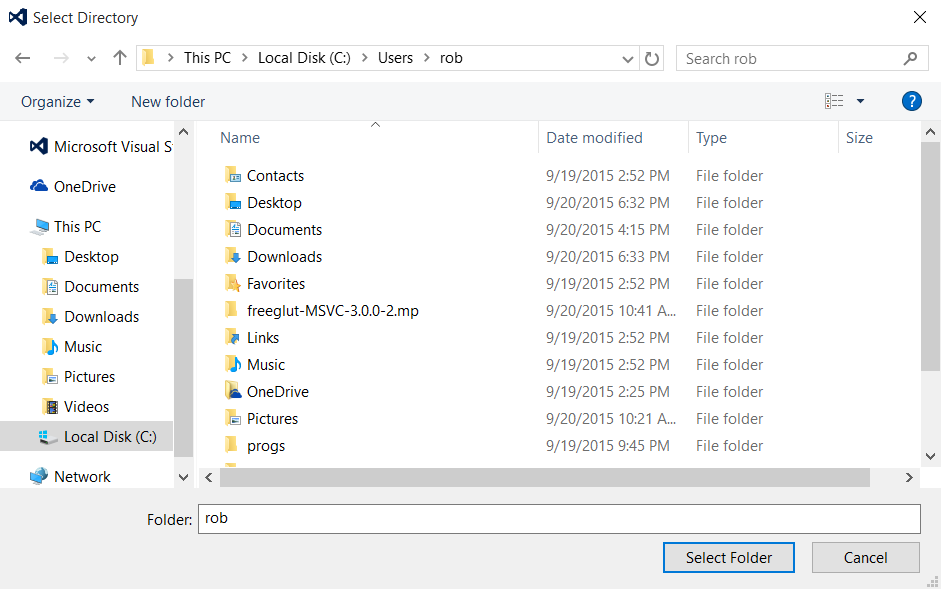 Select Directory
This PC > Local Disk (C:) > Users > rob
Search rob
Organize New folder
?
Name Date modified Type Size
Microsoft Visual S
OneDrive
This PC
Desktop
Documents
Downloads
Music
Pictures
Videos
Local Disk (C:)
Network
Contacts 9/19/2015 2:52 PM File folder
Desktop 9/20/2015 6:32 PM File folder
Documents 9/20/2015 4:15 PM File folder
Downloads 9/20/2015 6:33 PM File folder
Favorites 9/19/2015 2:52 PM File folder
freeglut-MSVC-3.0.0-2.mp 9/20/2015 10:41 A... File folder
Links 9/19/2015 2:52 PM File folder
Music 9/19/2015 2:52 PM File folder
OneDrive 9/19/2015 2:25 PM File folder
Pictures 9/20/2015 10:21 A... File folder
progs 9/19/2015 9:45 PM File folder
Folder: rob
Select Folder Cancel